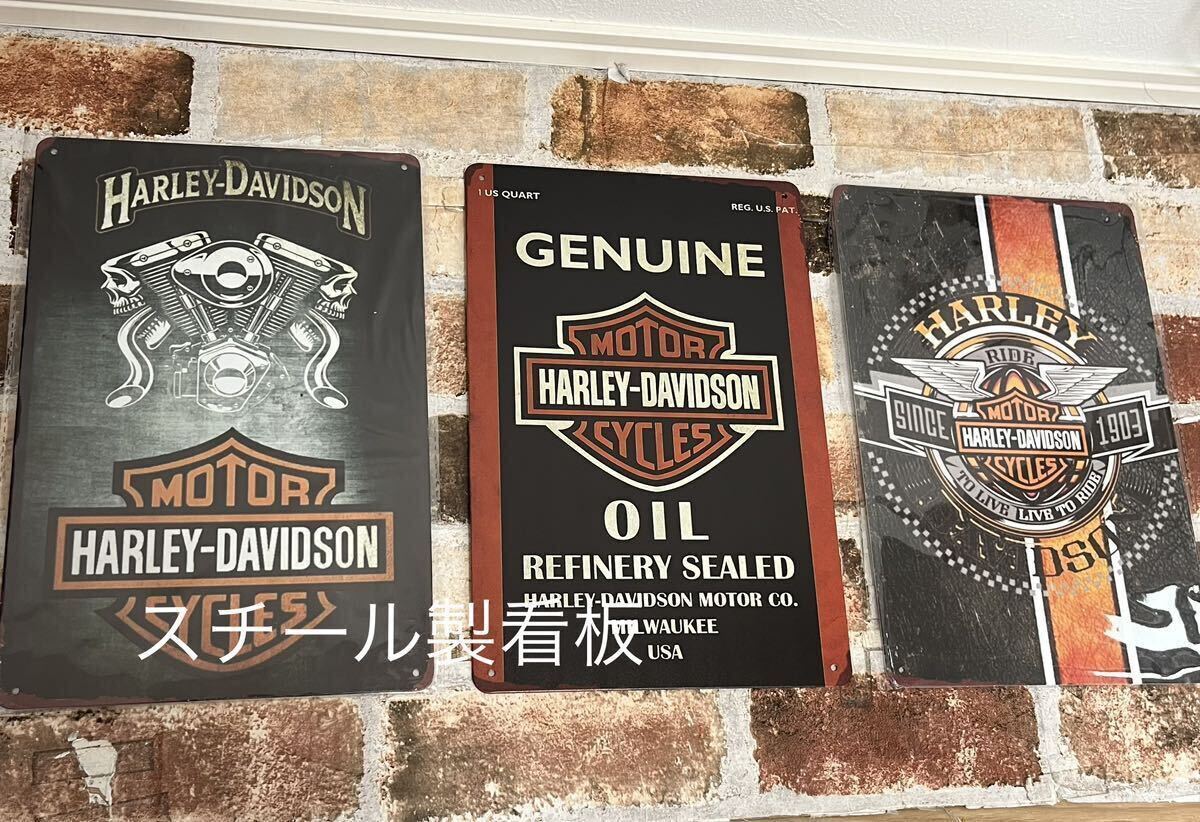 HARLEY-DAVIDSON
MOTOR
HARLEY-DAVIDSON
CYCLES
1 US QUART
REG. U.S. PAT.
GENUINE
MOTOR
HARLEY-DAVIDSON
CYCLES
OIL
REFINERY SEALED
HARLEY-DAVIDSON MOTOR CO.
MILWAUKEE
USA
HARLEY
RIDE
SINCE 1903
MOTOR
HARLEY-DAVIDSON
CYCLES
TO LIVE LIVE TO RIDE
スチール製看板